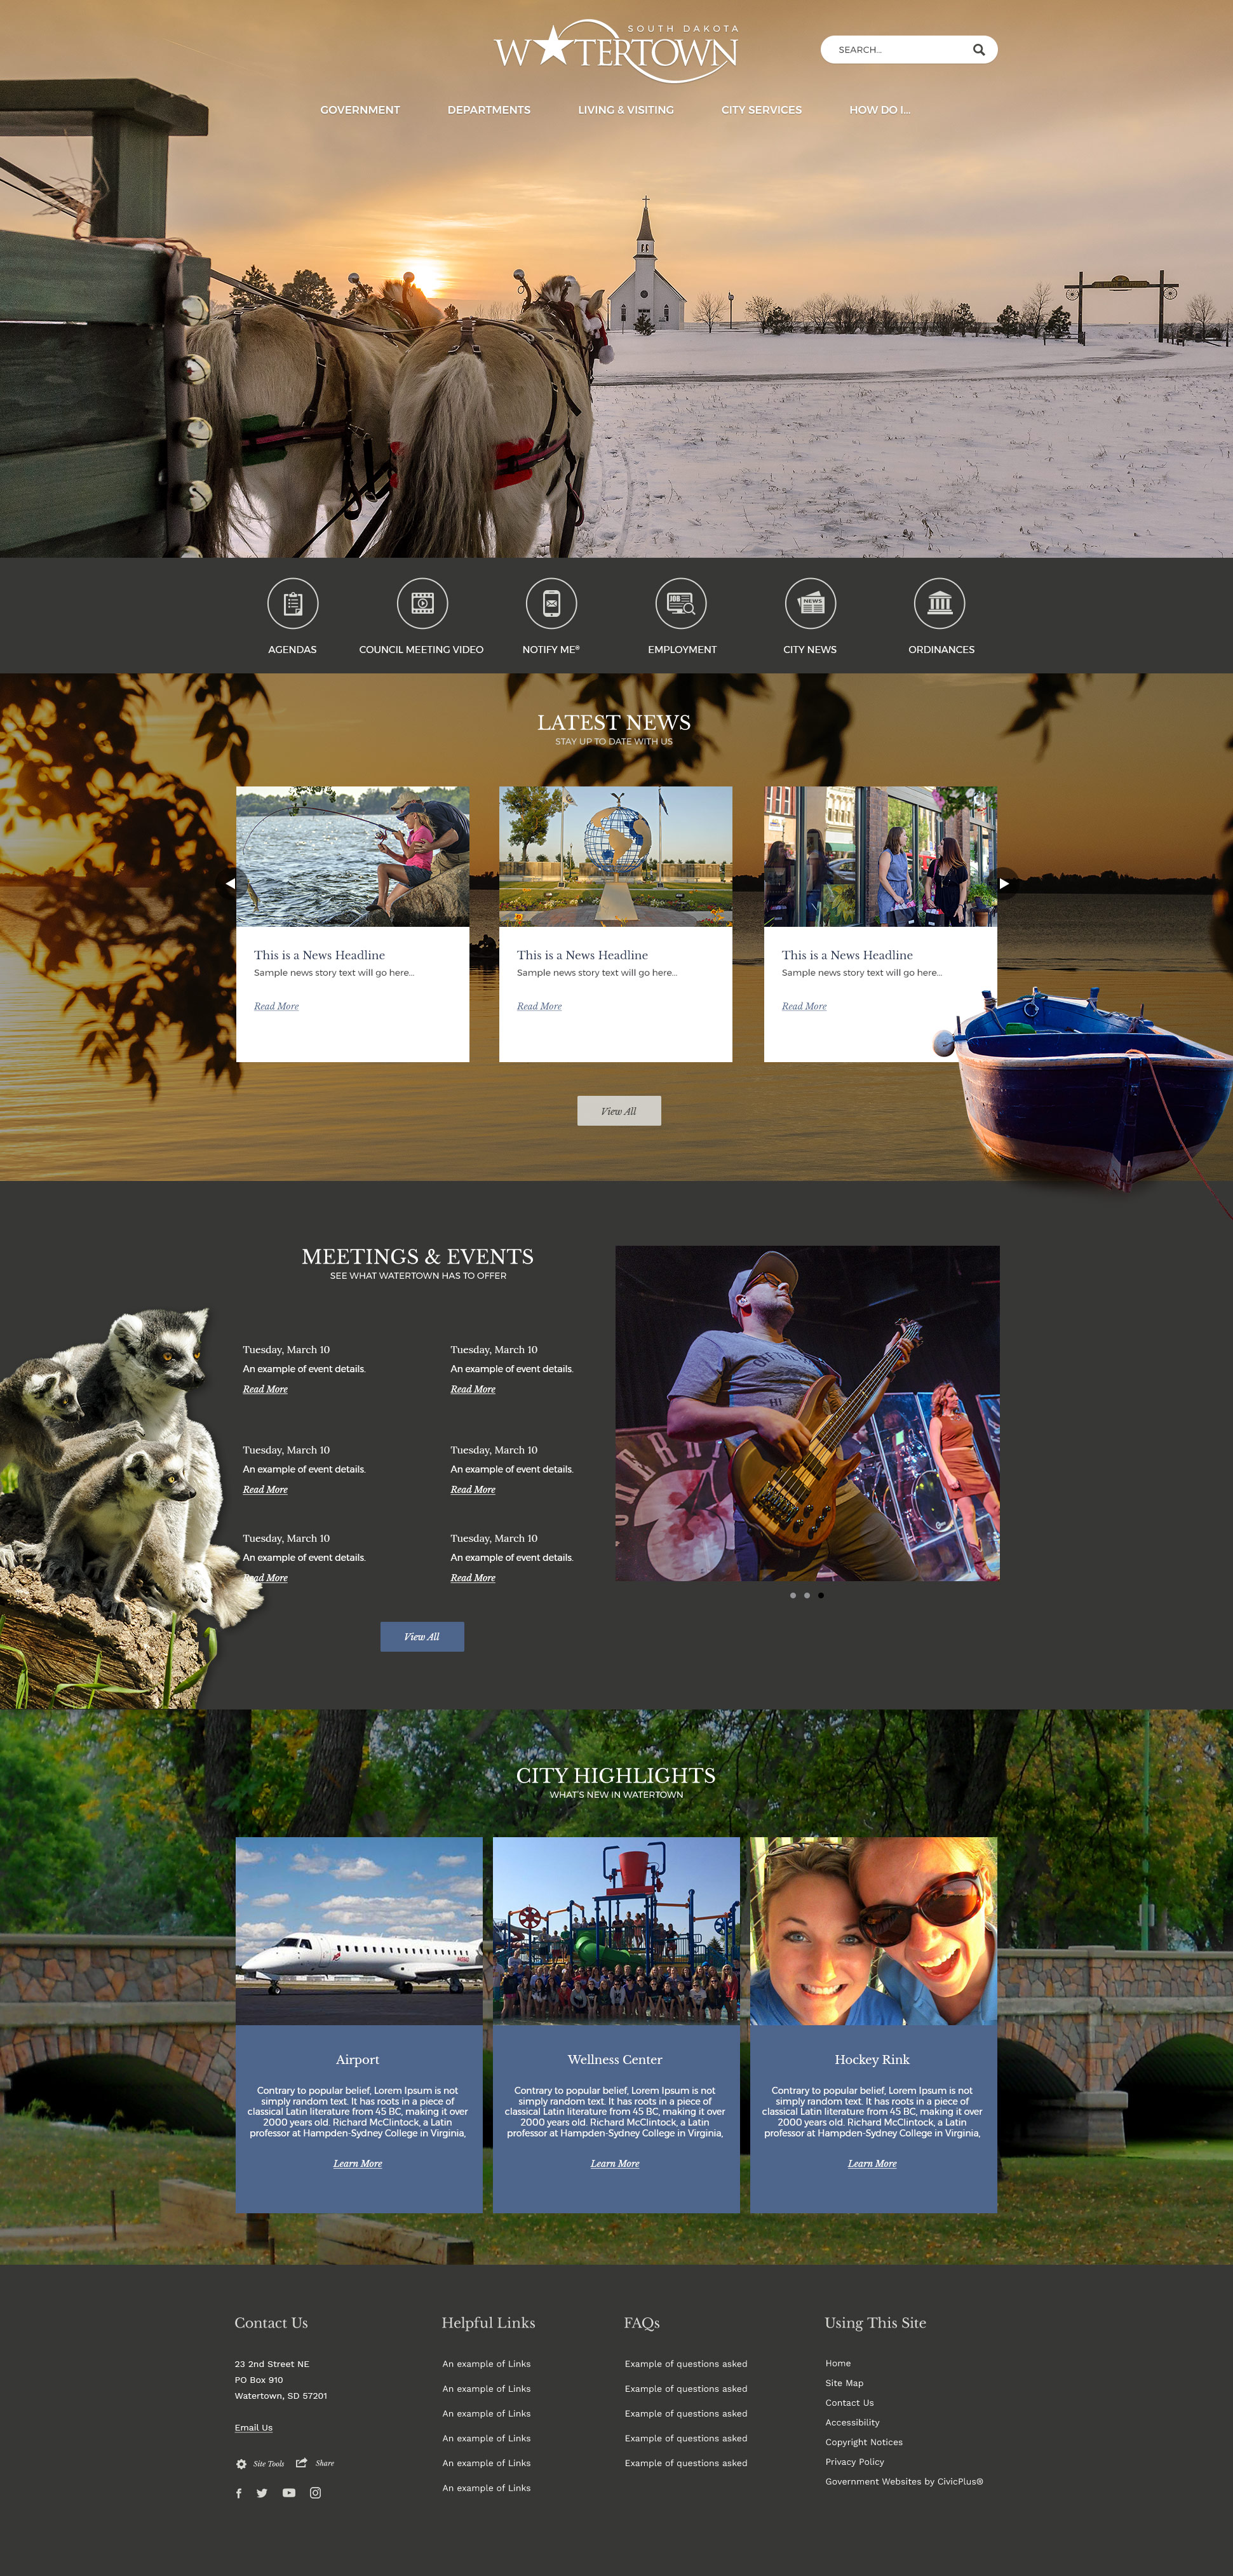 SOUTH DAKOTA
WATERTOWN
SEARCH...
GOVERNMENT
DEPARTMENTS
LIVING & VISITING
CITY SERVICES
HOW DO I...
AGENDAS
COUNCIL MEETING VIDEO
NOTIFY ME®
JOB
EMPLOYMENT
NEWS
CITY NEWS
ORDINANCES
LATEST NEWS
STAY UP TO DATE WITH US
This is a News Headline
Sample news story text will go here...
Read More
This is a News Headline
Sample news story text will go here...
Read More
This is a News Headline
Sample news story text will go here...
Read More
View All
MEETINGS & EVENTS
SEE WHAT WATERTOWN HAS TO OFFER
Tuesday, March 10
An example of event details.
Read More
Tuesday, March 10
An example of event details.
Read More
Tuesday, March 10
An example of event details.
Read More
Tuesday, March 10
An example of event details.
Read More
Tuesday, March 10
An example of event details.
Read More
Tuesday, March 10
An example of event details.
Read More
View All
CITY HIGHLIGHTS
WHAT'S NEW IN WATERTOWN
Airport
Contrary to popular belief, Lorem Ipsum is not
simply random text. It has roots in a piece of
classical Latin literature from 45 BC, making it over
2000 years old. Richard McClintock, a Latin
professor at Hampden-Sydney College in Virginia,
Learn More
Wellness Center
Contrary to popular belief, Lorem Ipsum is not
simply random text. It has roots in a piece of
classical Latin literature from 45 BC, making it over
2000 years old. Richard McClintock, a Latin
professor at Hampden-Sydney College in Virginia,
Learn More
Hockey Rink
Contrary to popular belief, Lorem Ipsum is not
simply random text. It has roots in a piece of
classical Latin literature from 45 BC, making it over
2000 years old. Richard McClintock, a Latin
professor at Hampden-Sydney College in Virginia,
Learn More
Contact Us
23 2nd Street NE
PO Box 910
Watertown, SD 57201
Email Us
Site Tools
Share
Helpful Links
An example of Links
An example of Links
An example of Links
An example of Links
An example of Links
An example of Links
FAQs
Example of questions asked
Example of questions asked
Example of questions asked
Example of questions asked
Example of questions asked
Using This Site
Home
Site Map
Contact Us
Accessibility
Copyright Notices
Privacy Policy
Government Websites by CivicPlus®